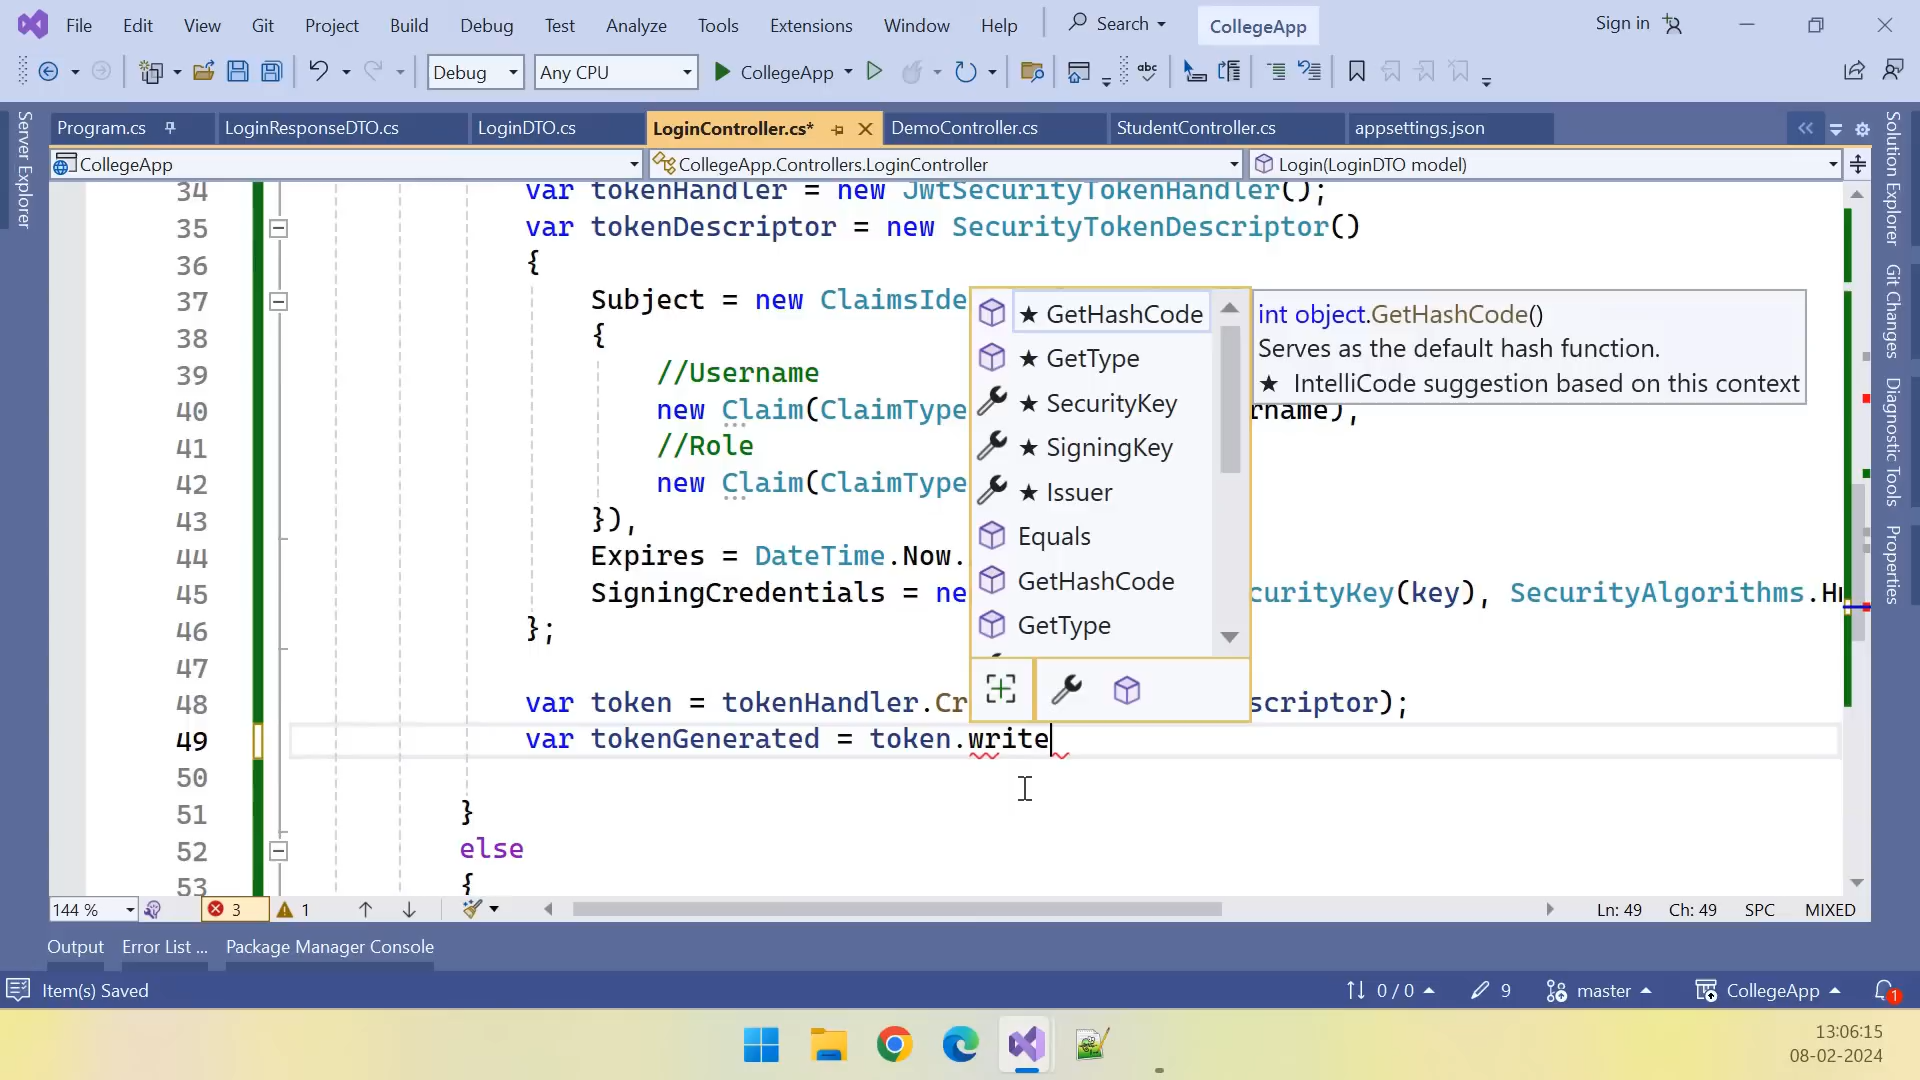 File Edit View Git Project Build Debug Test Analyze Tools Extensions Window Help Search CollegeApp Sign in
Debug Any CPU CollegeApp
Program.cs LoginResponseDTO.cs LoginDTO.cs LoginController.cs* DemoController.cs StudentController.cs appsettings.json
CollegeApp CollegeApp.Controllers.LoginController Login(LoginDTO model)
Server Explorer
Solution Explorer
Git Changes
Diagnostic Tools
Properties
34 var tokenHandler = new JwtSecurityTokenHandler();
35 var tokenDescriptor = new SecurityTokenDescriptor()
36 {
37 Subject = new ClaimsIde
38 {
39 //Username
40 new Claim(ClaimType rname),
41 //Role
42 new Claim(ClaimType
43 }),
44 Expires = DateTime.Now.
45 SigningCredentials = ne curityKey(key), SecurityAlgorithms.H
46 };
47
48 var token = tokenHandler.Cr scriptor);
49 var tokenGenerated = token.write
50
51 }
52 else
53 {
★ GetHashCode
★ GetType
★ SecurityKey
★ SigningKey
★ Issuer
Equals
GetHashCode
GetType
int object.GetHashCode()
Serves as the default hash function.
★ IntelliCode suggestion based on this context
144 % 3 1 Ln: 49 Ch: 49 SPC MIXED
Output Error List ... Package Manager Console
Item(s) Saved 0 / 0 9 master CollegeApp 1
13:06:15
08-02-2024